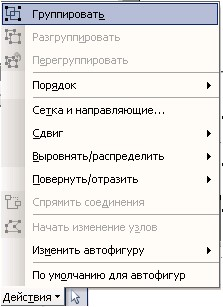 Группировать
Разгруппировать
Перегруппировать
Порядок
Сетка и направляющие...
Сдвиг
Выровнять/распределить
Повернуть/отразить
Спрямить соединения
Начать изменение узлов
Изменить автофигуру
По умолчанию для автофигур
Действия